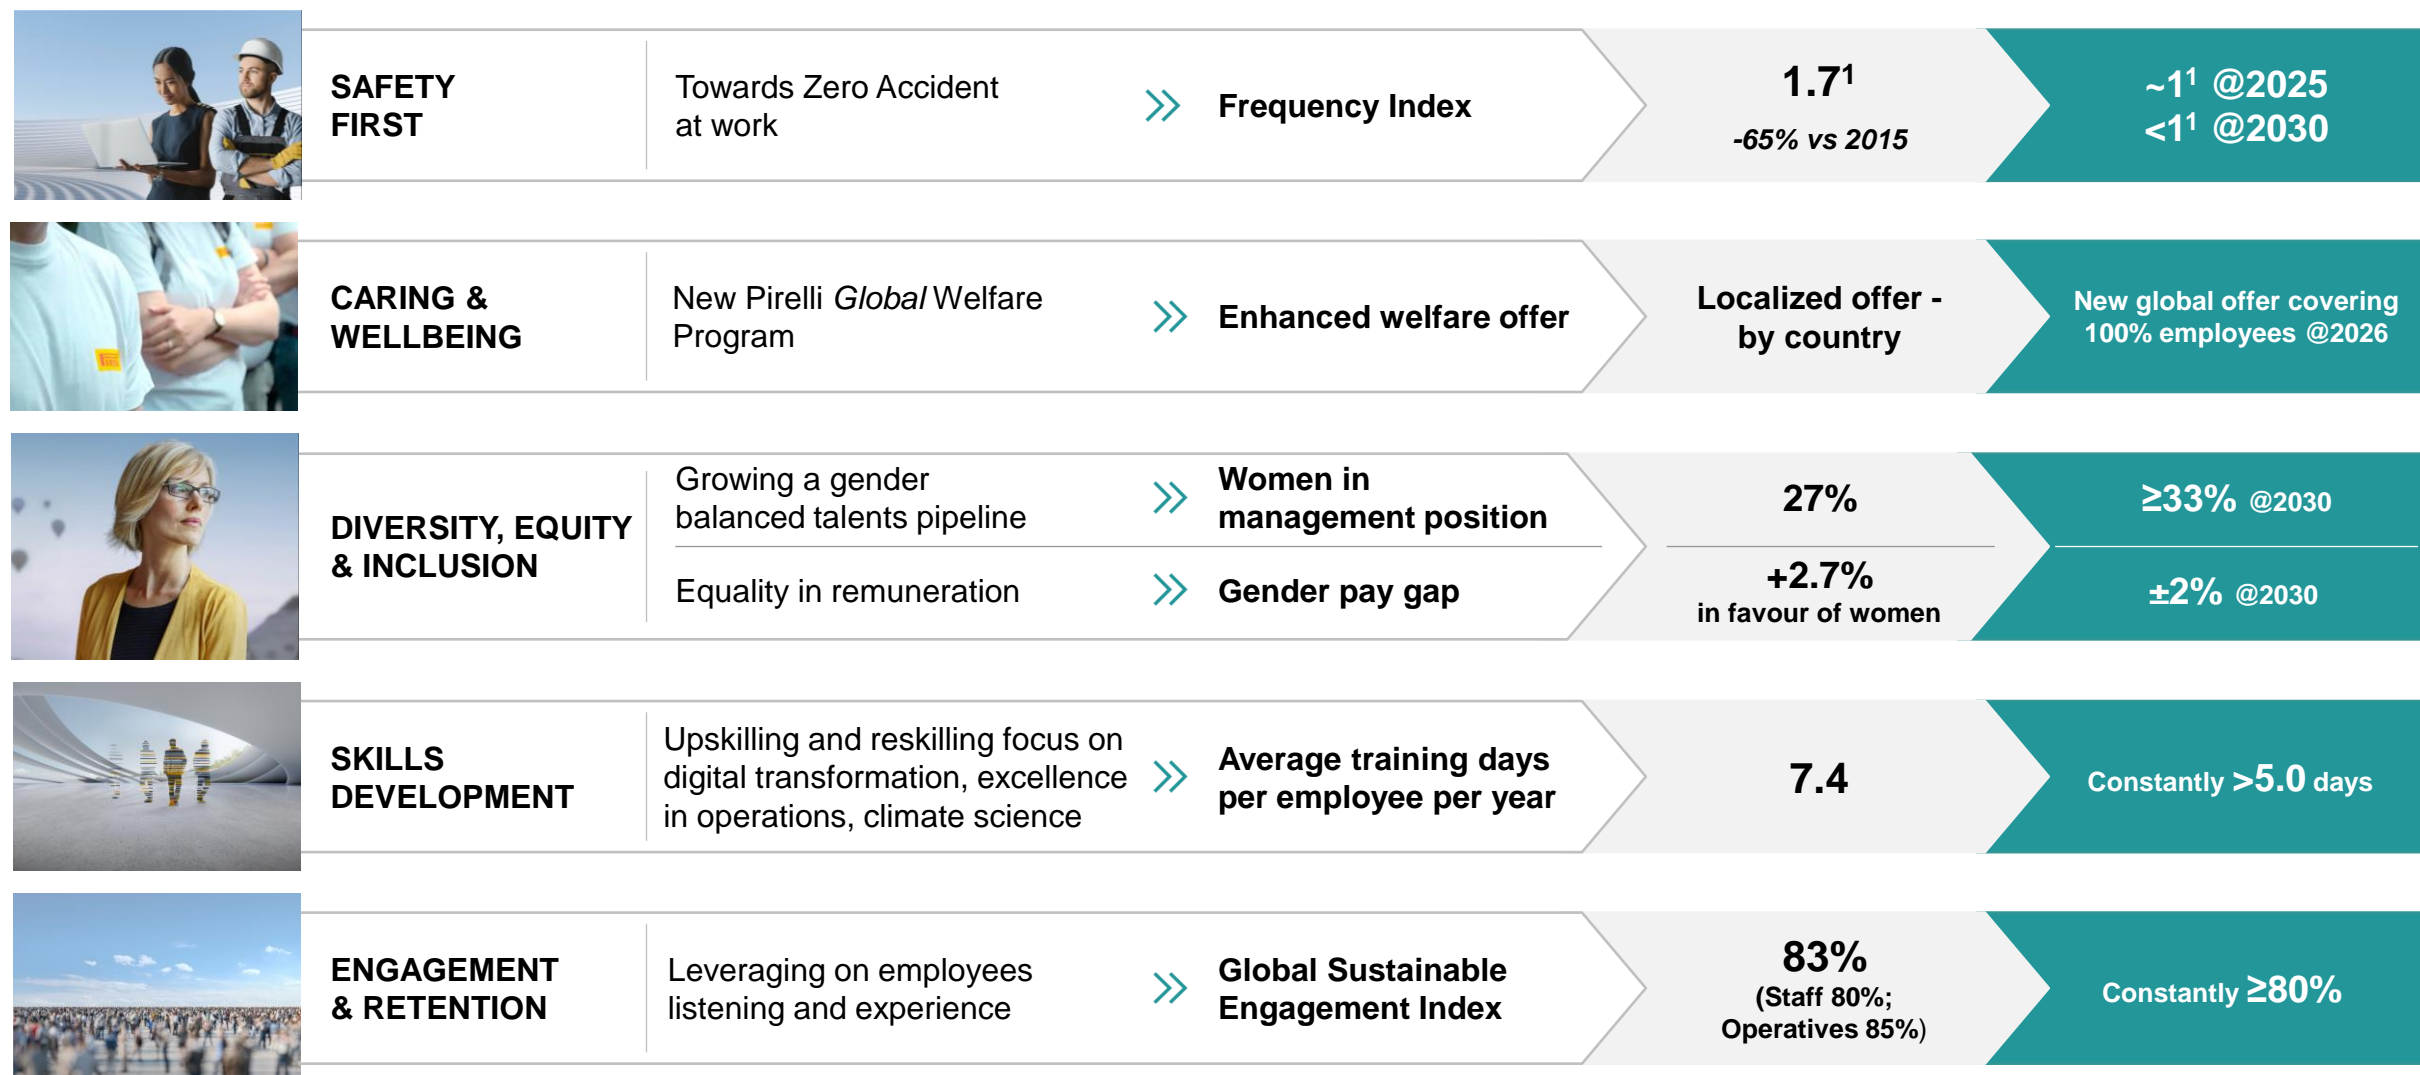 SAFETY
FIRST
Towards Zero Accident
at work
Frequency Index
1.7¹
-65% vs 2015
~1¹ @2025
<1¹ @2030
CARING &
WELLBEING
New Pirelli Global Welfare
Program
Enhanced welfare offer
Localized offer -
by country
New global offer covering
100% employees @2026
DIVERSITY, EQUITY
& INCLUSION
Growing a gender
balanced talents pipeline
Women in
management position
27%
≥33% @2030
Equality in remuneration
Gender pay gap
+2.7%
in favour of women
±2% @2030
SKILLS
DEVELOPMENT
Upskilling and reskilling focus on
digital transformation, excellence
in operations, climate science
Average training days
per employee per year
7.4
Constantly >5.0 days
ENGAGEMENT
& RETENTION
Leveraging on employees
listening and experience
Global Sustainable
Engagement Index
83%
(Staff 80%;
Operatives 85%)
Constantly ≥80%